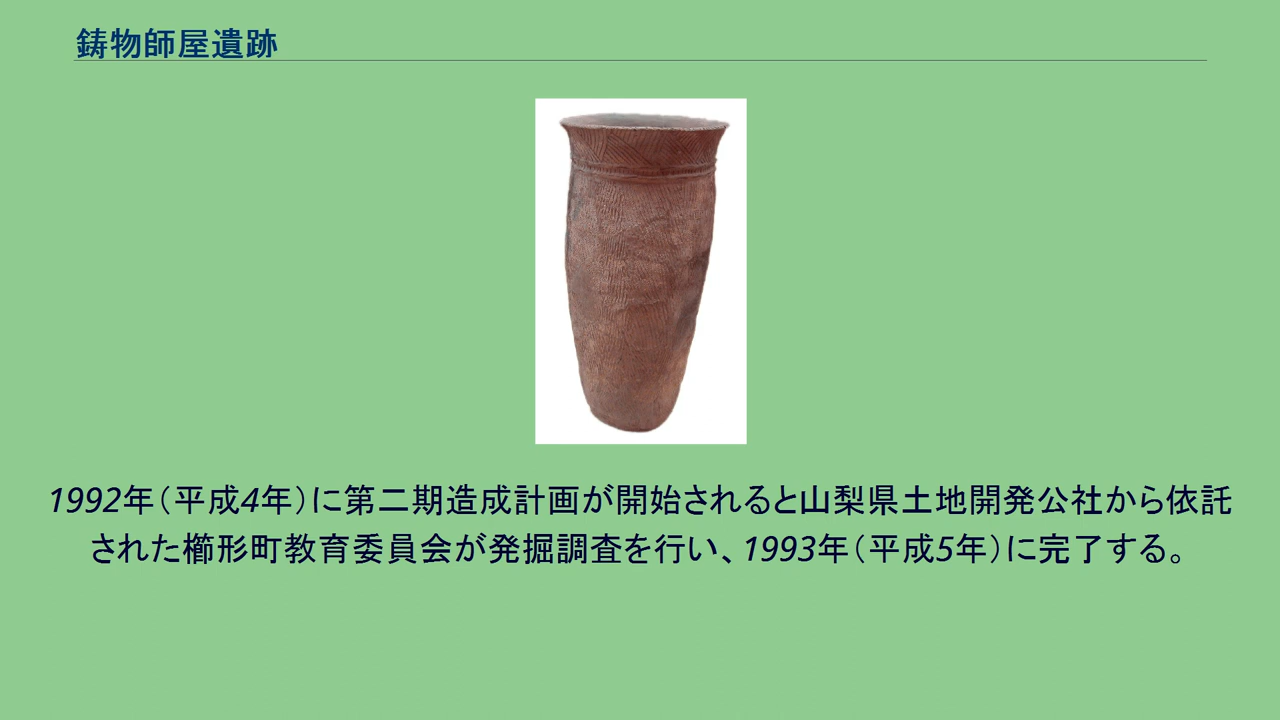 鋳物師屋遺跡
1992年（平成4年）に第二期造成計画が開始されると山梨県土地開発公社から依託
された櫛形町教育委員会が発掘調査を行い、1993年（平成5年）に完了する。